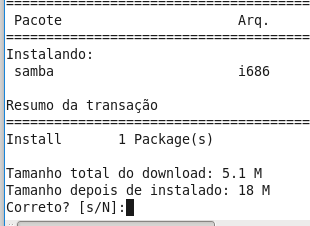 ================================
Pacote Arq.
================================
Instalando:
samba i686
Resumo da transação
================================
Install 1 Package(s)
Tamanho total do download: 5.1 M
Tamanho depois de instalado: 18 M
Correto? [s/N]: